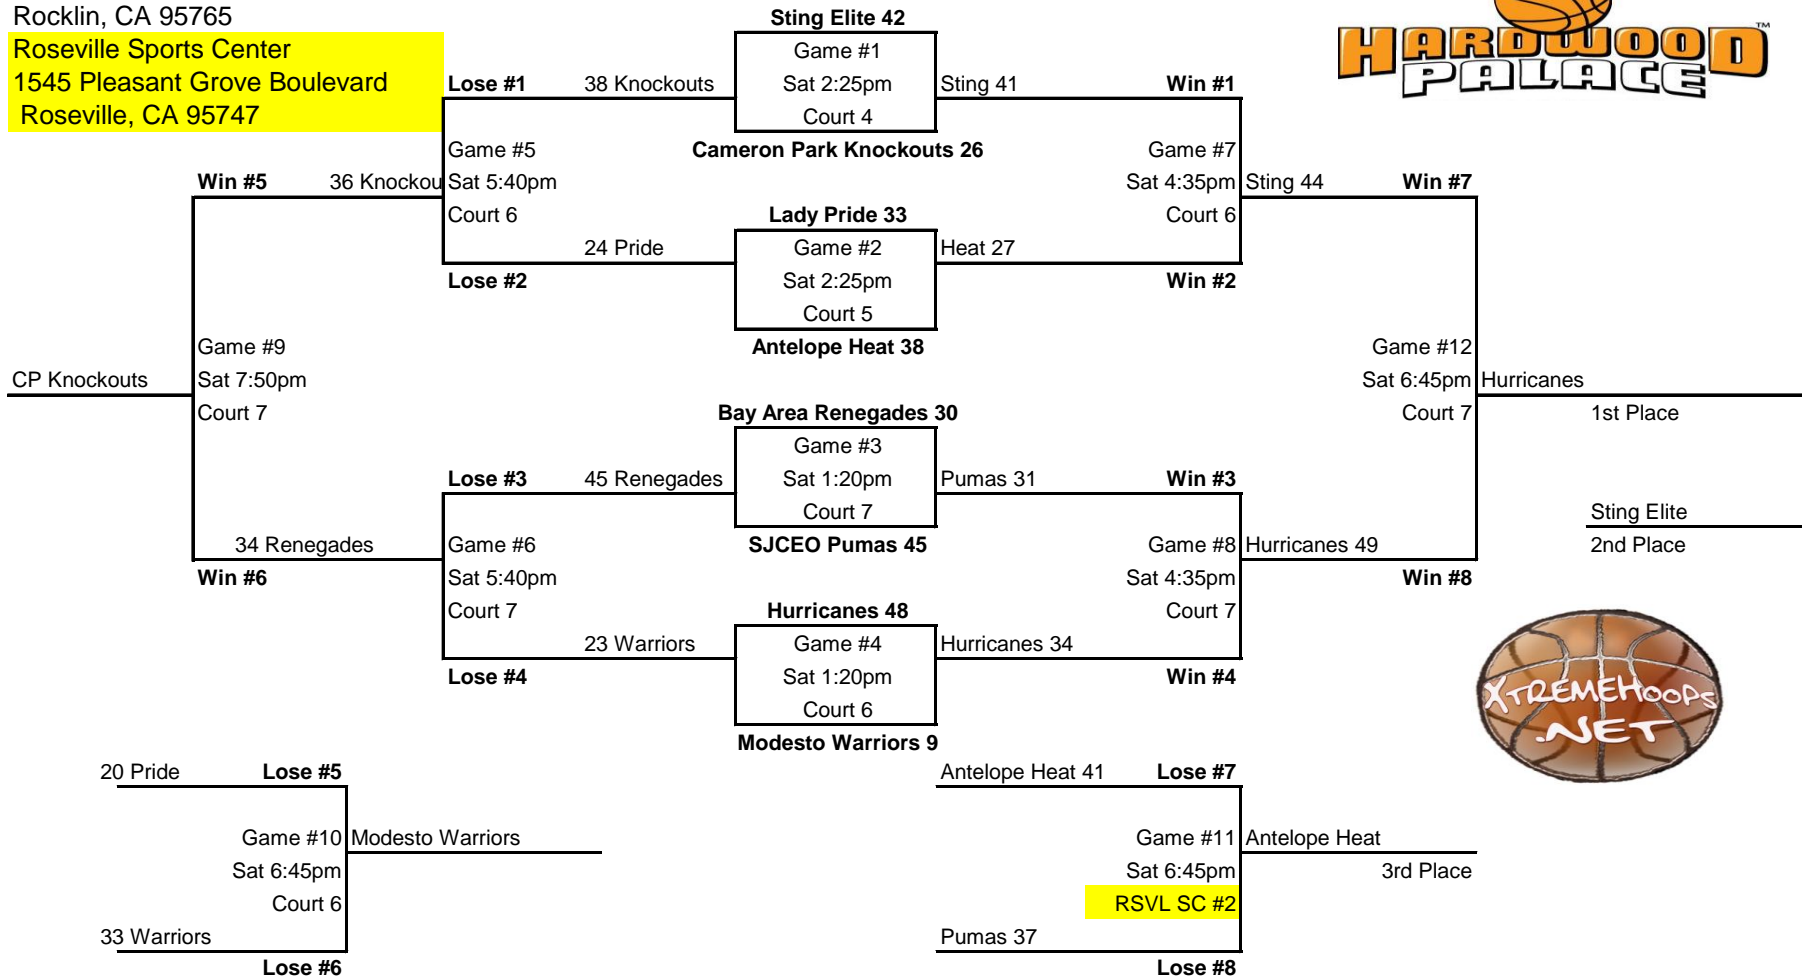 Rocklin, CA 95765
Roseville Sports Center
1545 Pleasant Grove Boulevard
Roseville, CA 95747
HARDWOOD
PALACE
TM
Sting Elite 42
Game #1
Lose #1 38 Knockouts Sat 2:25pm Sting 41 Win #1
Court 4
Game #5 Cameron Park Knockouts 26 Game #7
Win #5 36 Knockou Sat 5:40pm Sat 4:35pm Sting 44 Win #7
Court 6 Lady Pride 33 Court 6
24 Pride Game #2 Heat 27
Lose #2 Sat 2:25pm Win #2
Court 5
Game #9 Antelope Heat 38 Game #12
CP Knockouts Sat 7:50pm Sat 6:45pm Hurricanes
Court 7 Bay Area Renegades 30 Court 7 1st Place
Game #3
Lose #3 45 Renegades Sat 1:20pm Pumas 31 Win #3
Court 7 Sting Elite
34 Renegades Game #6 SJCEO Pumas 45 Game #8 Hurricanes 49 2nd Place
Win #6 Sat 5:40pm Sat 4:35pm Win #8
Court 7 Hurricanes 48 Court 7
23 Warriors Game #4 Hurricanes 34
Lose #4 Sat 1:20pm Win #4
Court 6
Modesto Warriors 9
XTREMEHOOPS
.NET
20 Pride Lose #5 Antelope Heat 41 Lose #7
Game #10 Modesto Warriors Game #11 Antelope Heat
Sat 6:45pm Sat 6:45pm 3rd Place
Court 6 RSVL SC #2
33 Warriors Pumas 37
Lose #6 Lose #8